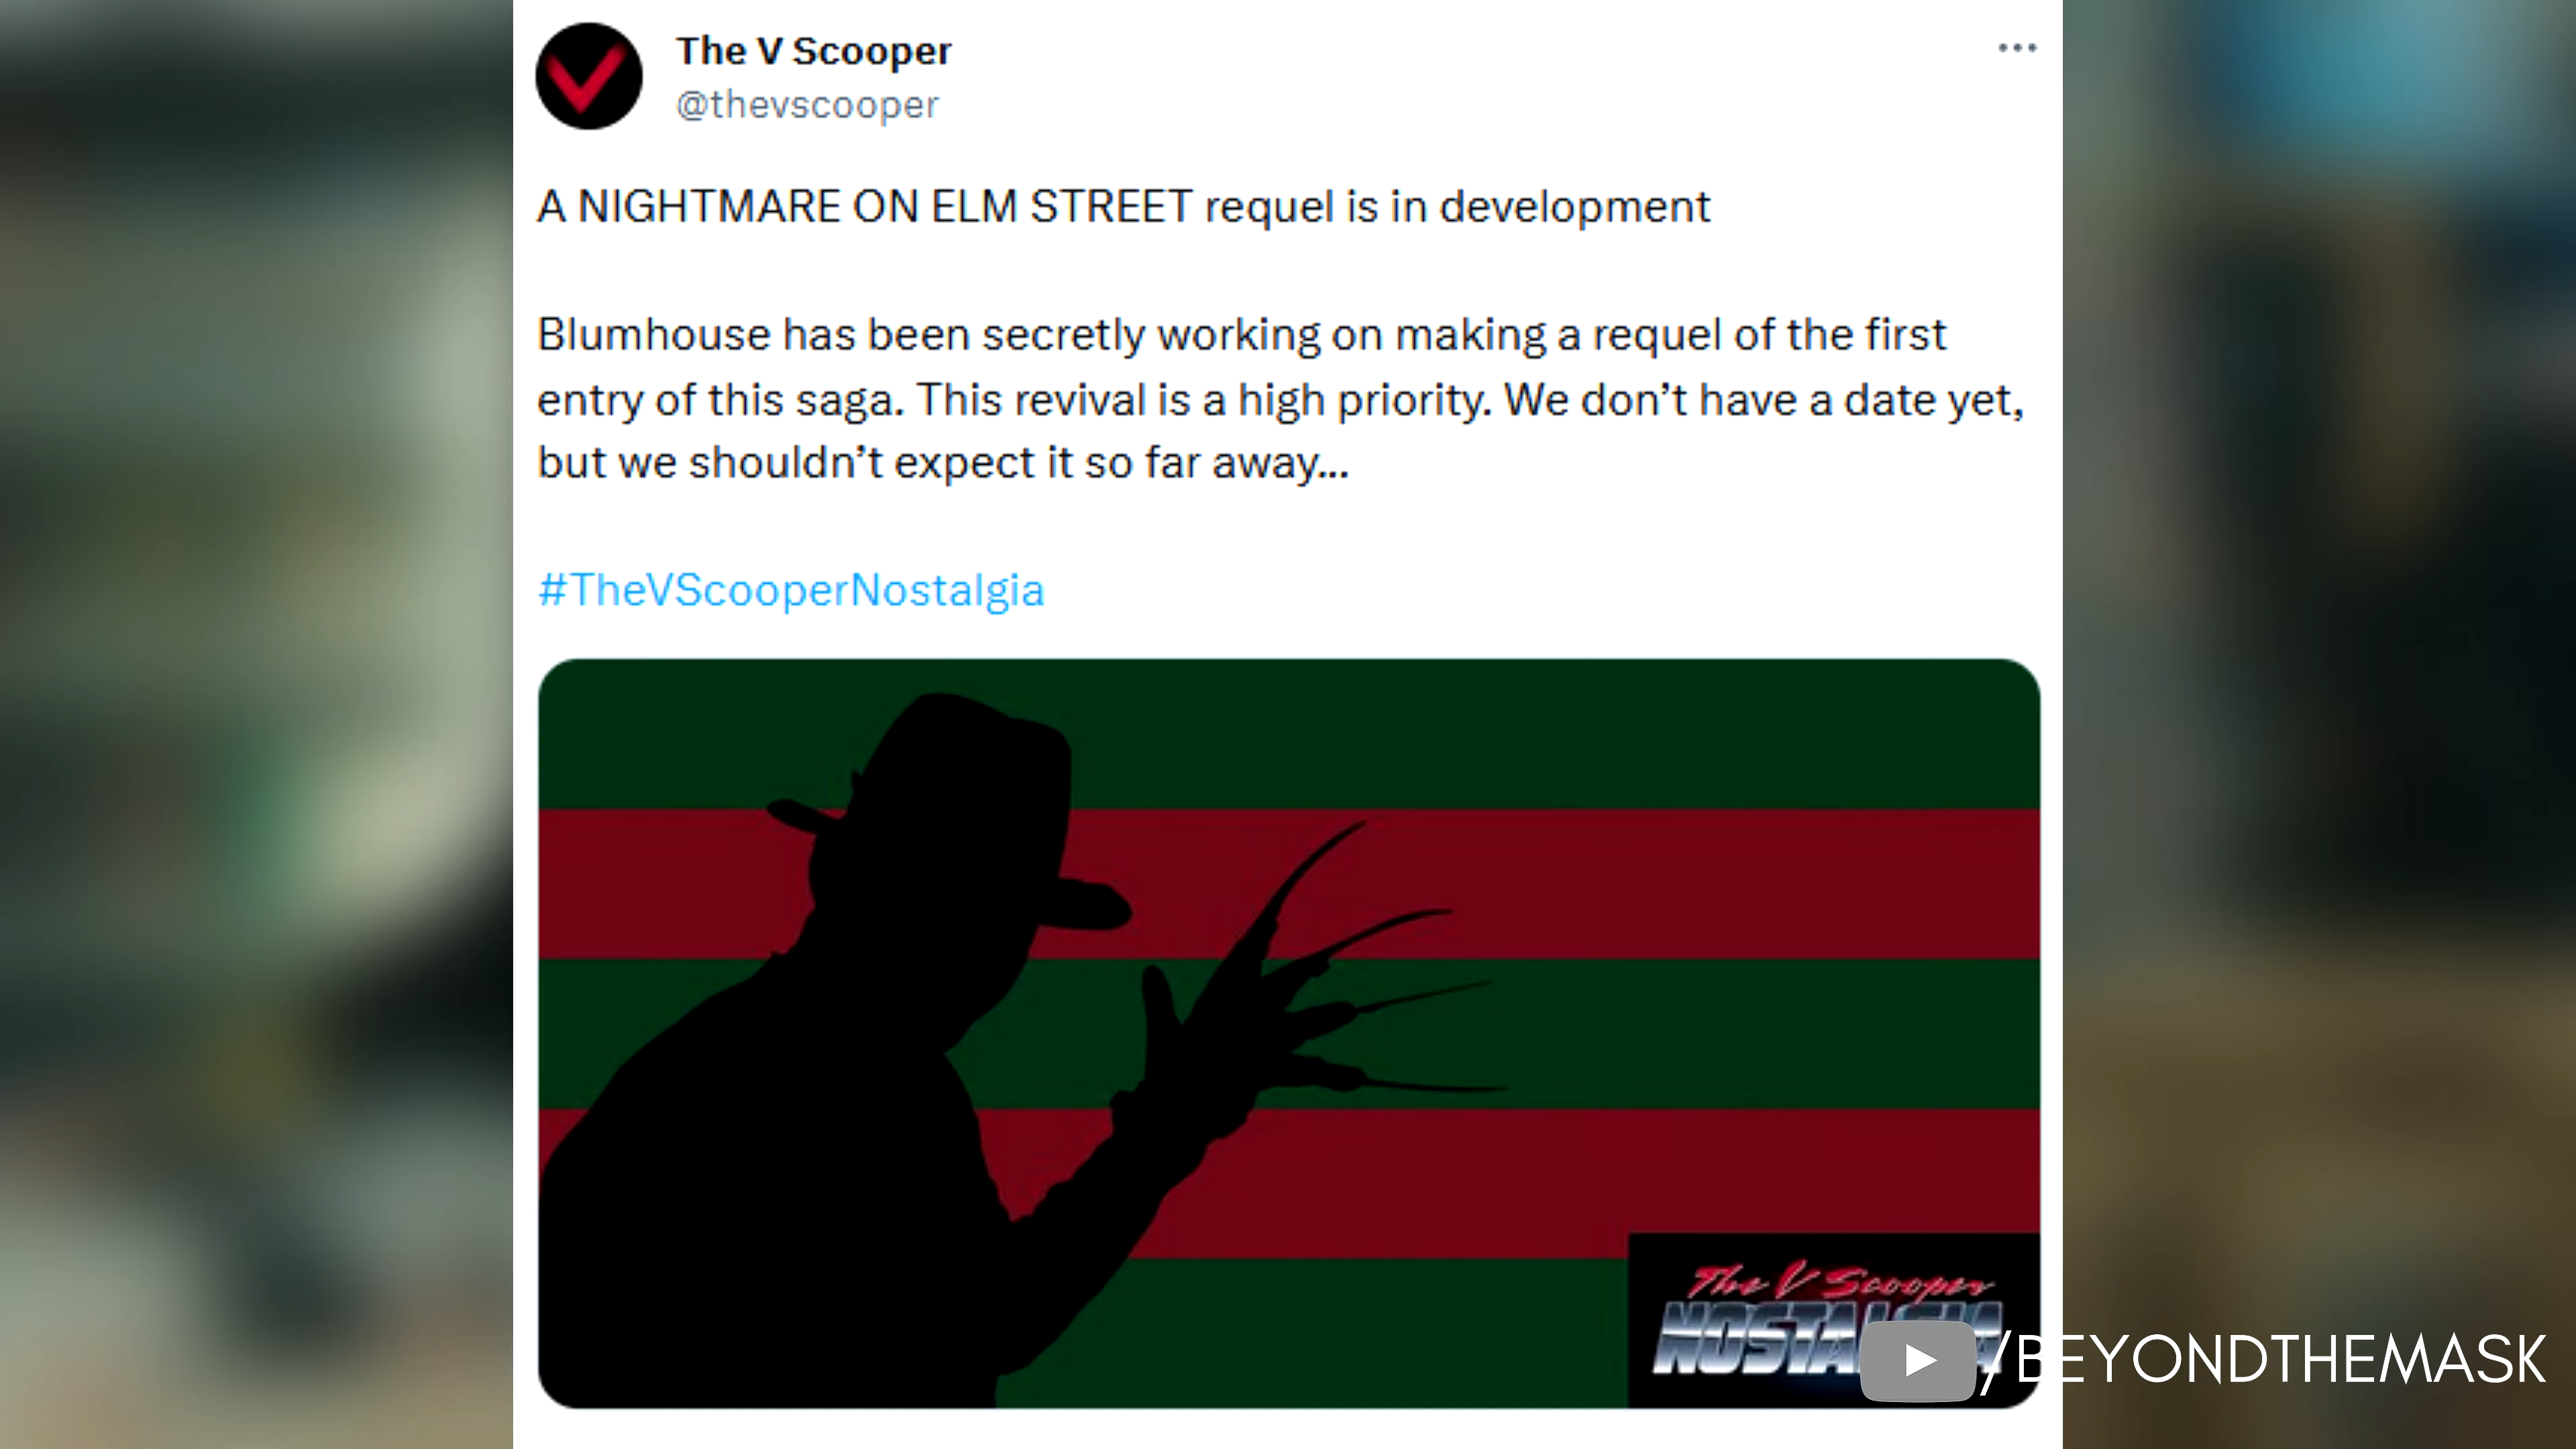 The V Scooper
@thevscooper
A NIGHTMARE ON ELM STREET requel is in development
Blumhouse has been secretly working on making a requel of the first
entry of this saga. This revival is a high priority. We don’t have a date yet,
but we shouldn’t expect it so far away...
#TheVScooperNostalgia
The V Scooper
NOSTALGIA
/BEYONDTHEMASK